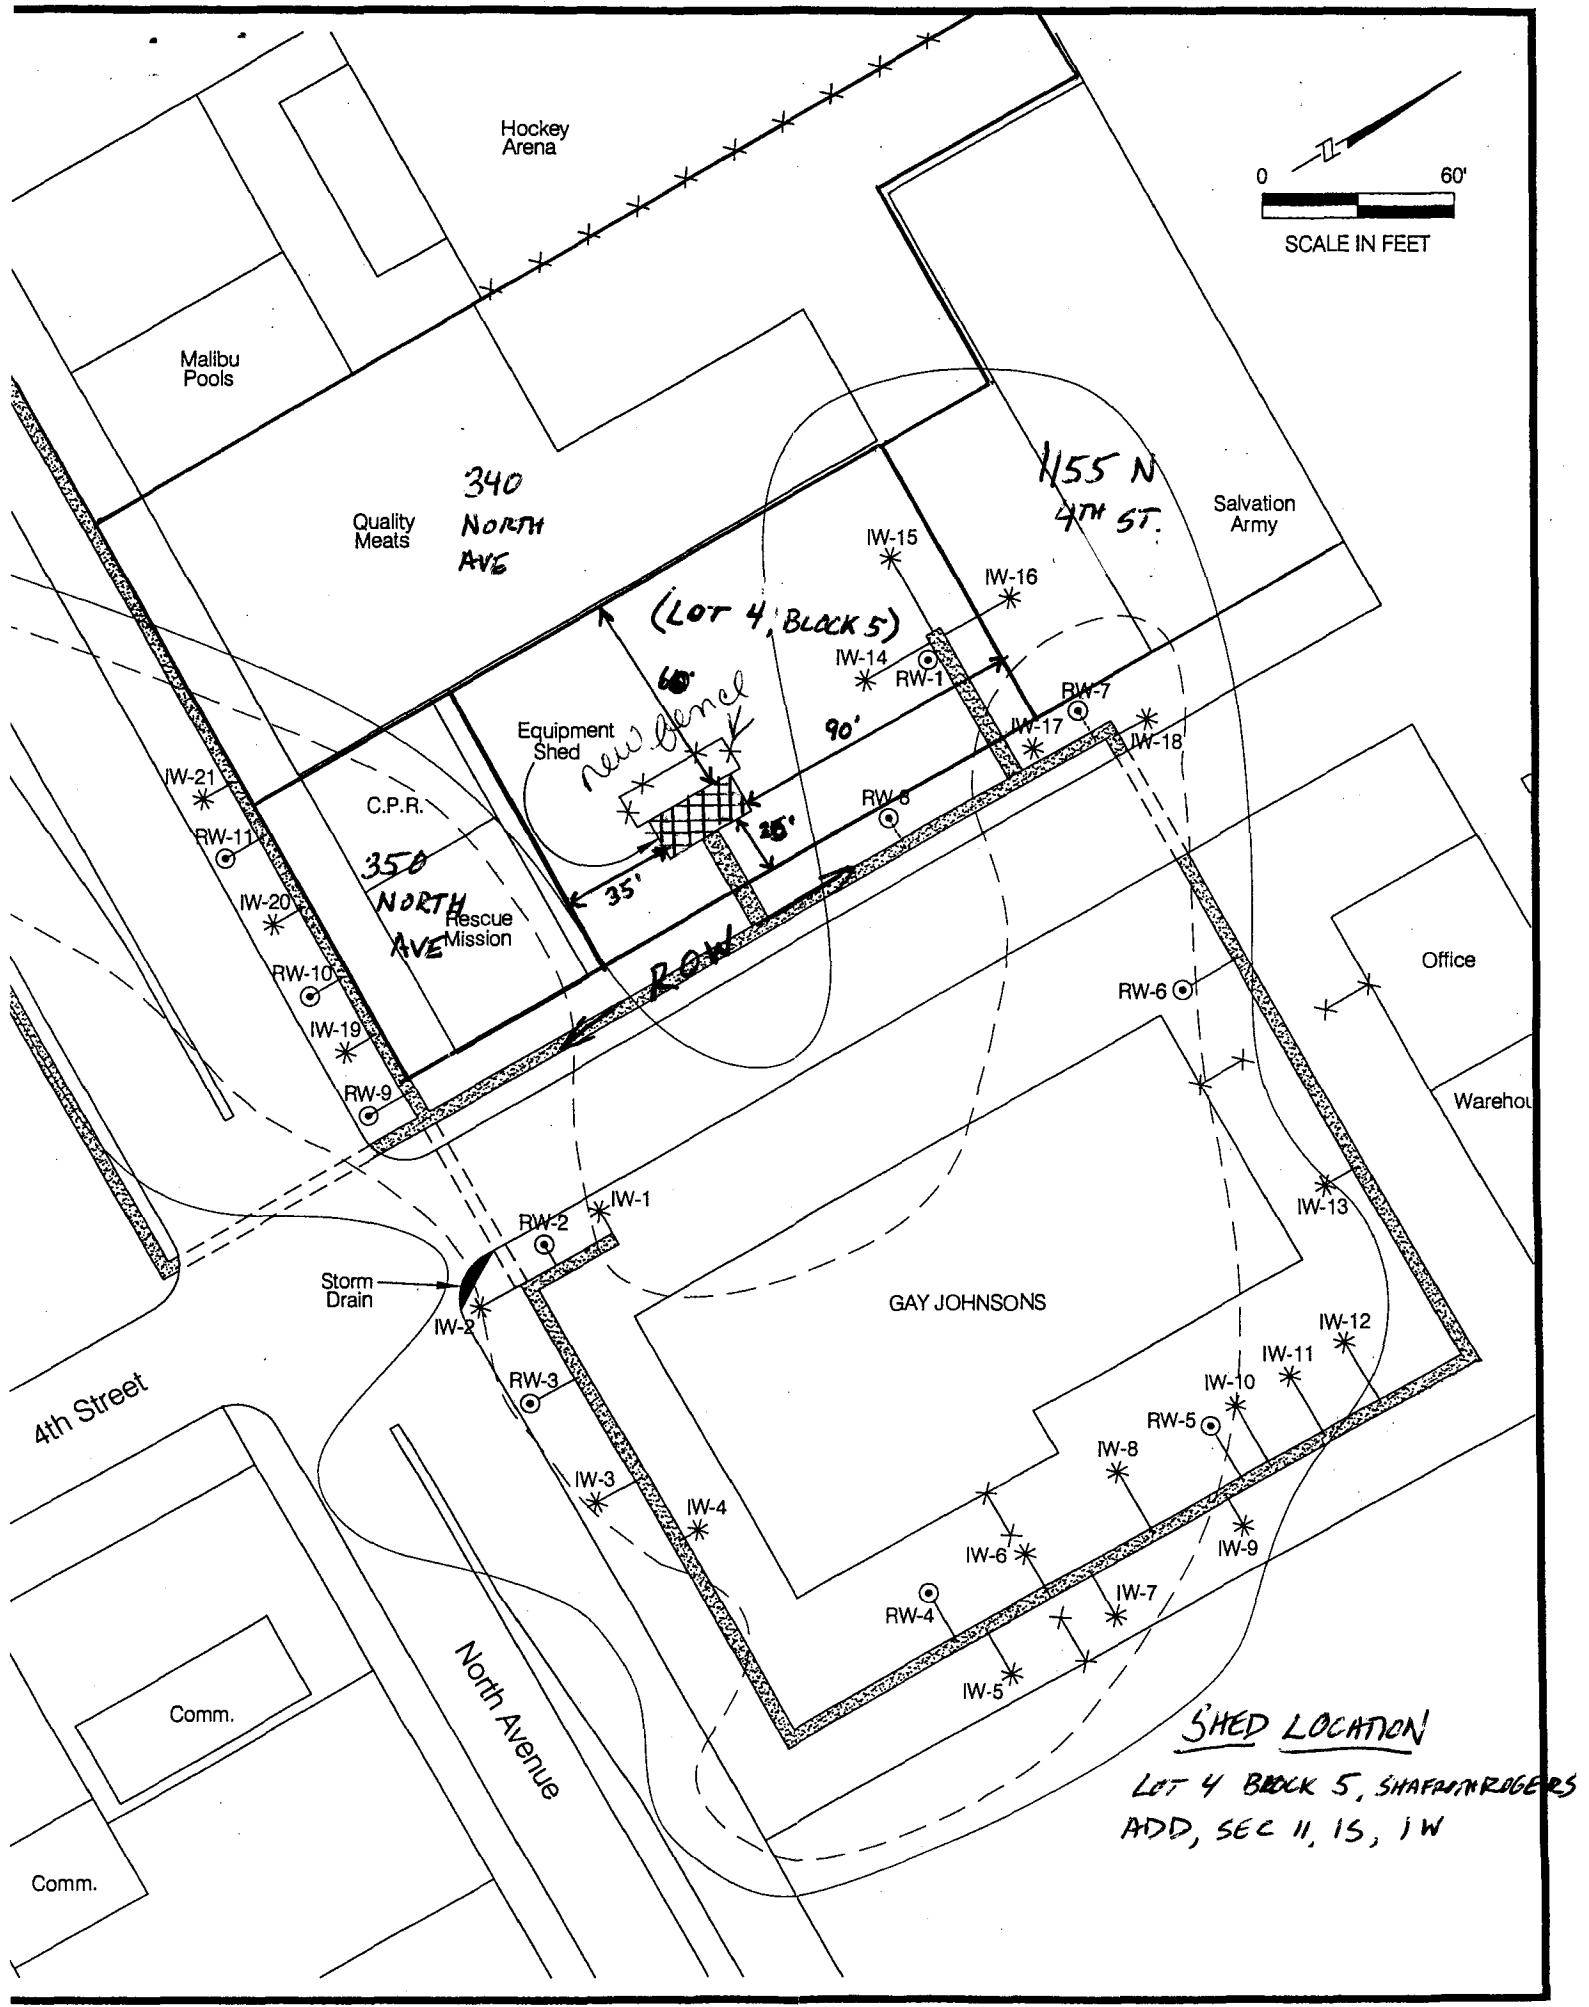 Hockey
Arena
0 60'
SCALE IN FEET
Malibu
Pools
340
NORTH
AVE
Quality
Meats
455 N
4TH ST.
Salvation
Army
IW-15
IW-16
(LOT 4, BLOCK 5)
IW-14
RW-1
RW-7
60'
new fence
Equipment
Shed
90'
IW-17
IW-18
IW-21
C.P.R.
RW-8
RW-11
350
NORTH
AVE
Rescue
Mission
35'
IW-20
ROW
RW-10
RW-6
Office
IW-19
RW-9
IW-1
RW-2
IW-13
Storm
Drain
IW-2
GAY JOHNSONS
IW-12
IW-11
RW-3
IW-10
RW-5
4th Street
IW-8
IW-3
IW-4
IW-6
IW-9
RW-4
IW-7
IW-5
North Avenue
Comm.
SHED LOCATION
LOT 4 BLOCK 5, SHAFROTH ROGERS
ADD, SEC 11, 1S, 1W
Comm.